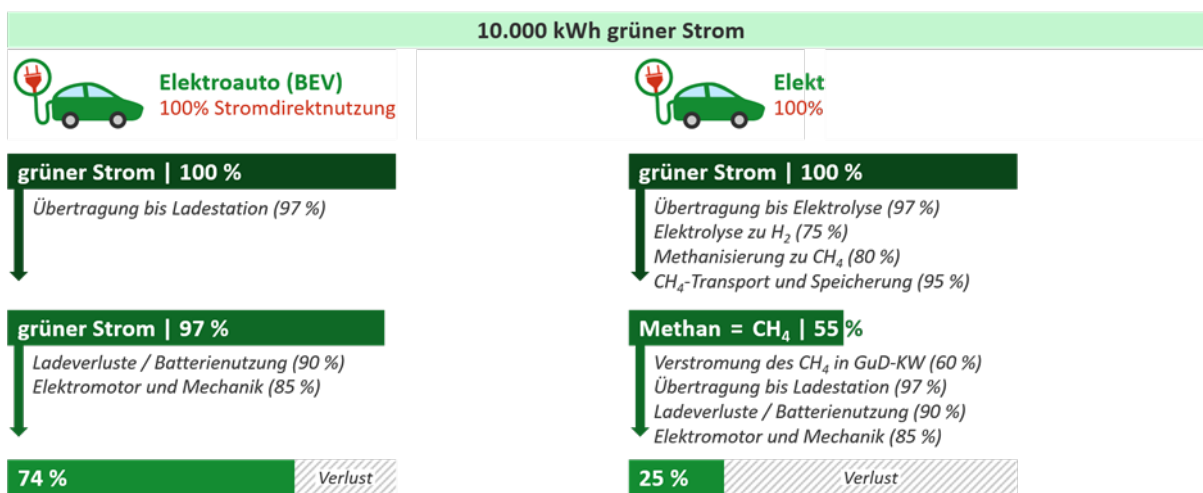 10.000 kWh grüner Strom
Elektroauto (BEV)
100% Stromdirektnutzung
grüner Strom | 100 %
Übertragung bis Ladestation (97 %)
grüner Strom | 97 %
Ladeverluste / Batterienutzung (90 %)
Elektromotor und Mechanik (85 %)
74 %
Verlust
Elekt
100%
grüner Strom | 100 %
Übertragung bis Elektrolyse (97 %)
Elektrolyse zu H₂ (75 %)
Methanisierung zu CH₄ (80 %)
CH₄-Transport und Speicherung (95 %)
Methan = CH₄ | 55 %
Verstromung des CH₄ in GuD-KW (60 %)
Übertragung bis Ladestation (97 %)
Ladeverluste / Batterienutzung (90 %)
Elektromotor und Mechanik (85 %)
25 %
Verlust